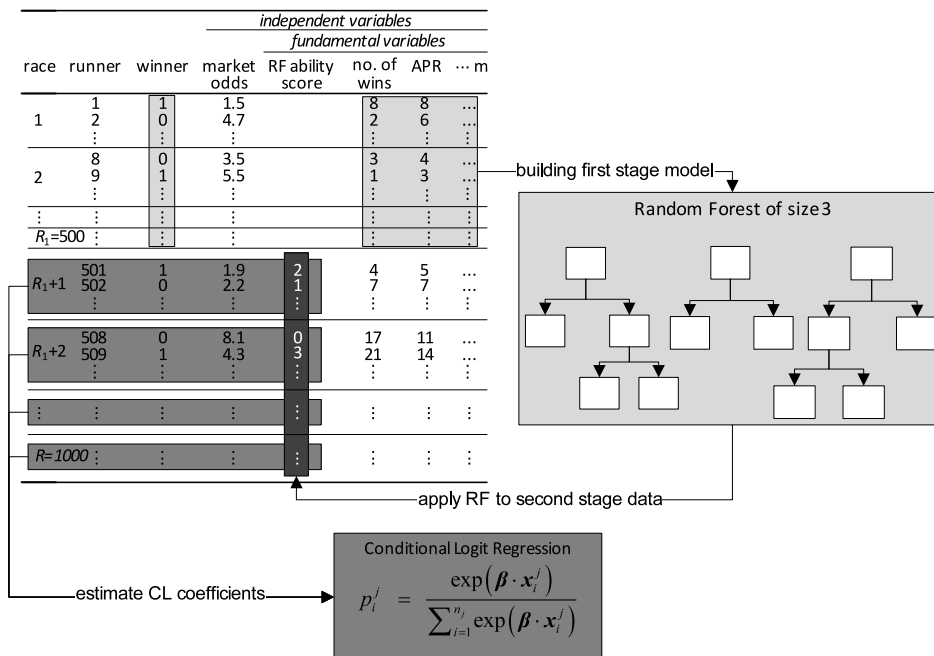 independent variables
fundamental variables
race runner winner market odds RF ability score no. of wins APR ... m
1 1 1 1.5 8 8 ...
2 0 4.7 2 6 ...
⋮ ⋮ ⋮ ⋮ ⋮ ⋮
2 8 0 3.5 3 4 ...
9 1 5.5 1 3 ...
⋮ ⋮ ⋮ ⋮ ⋮ ⋮
⋮ ⋮ ⋮ ⋮ ⋮ ⋮ ⋮
R₁=500 ⋮ ⋮ ⋮ ⋮ ⋮ ⋮
building first stage model
Random Forest of size 3
R₁+1 501 1 1.9 2 4 5 ...
502 0 2.2 1 7 7 ...
⋮ ⋮ ⋮ ⋮ ⋮ ⋮
R₁+2 508 0 8.1 0 17 11 ...
509 1 4.3 3 21 14 ...
⋮ ⋮ ⋮ ⋮ ⋮ ⋮ ⋮
⋮ ⋮ ⋮ ⋮ ⋮ ⋮ ⋮ ⋮
R=1000 ⋮ ⋮ ⋮ ⋮ ⋮ ⋮ ⋮
apply RF to second stage data
estimate CL coefficients
Conditional Logit Regression
p_i^j = exp(β · x_i^j) / ∑_{i=1}^{n_j} exp(β · x_i^j)